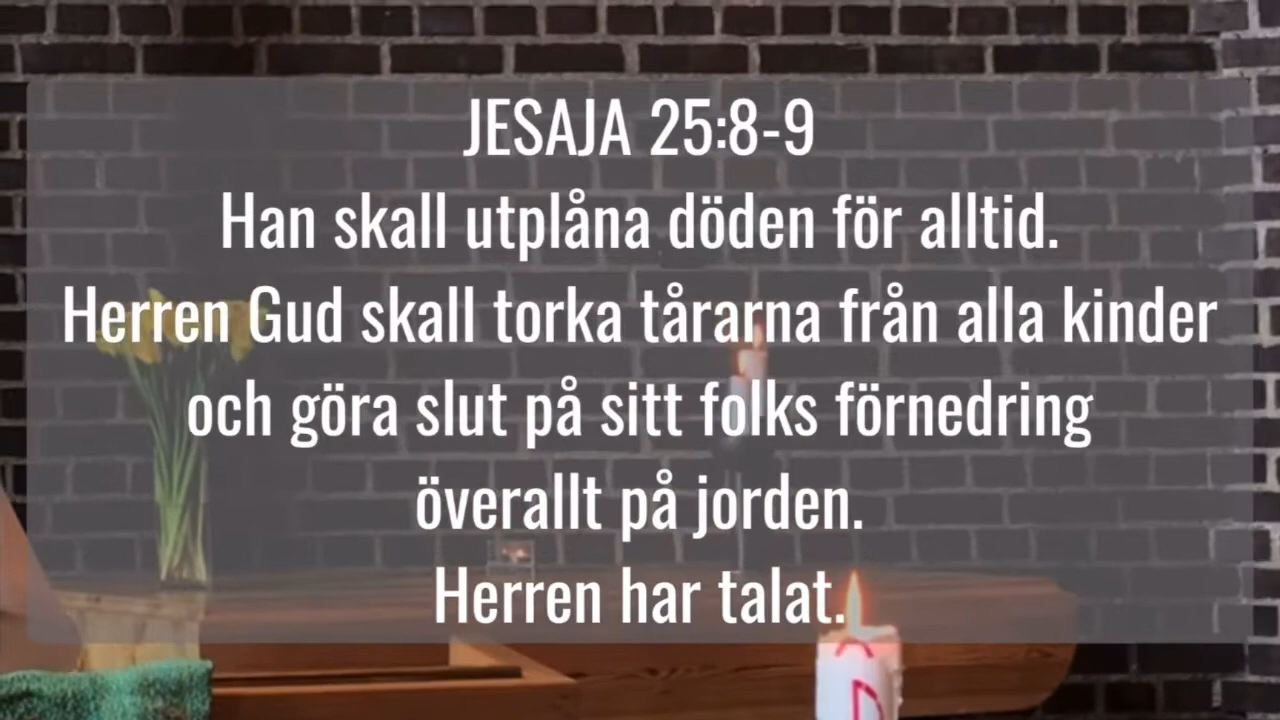 JESAJA 25:8-9
Han skall utplåna döden för alltid.
Herren Gud skall torka tårarna från alla kinder
och göra slut på sitt folks förnedring
överallt på jorden.
Herren har talat.